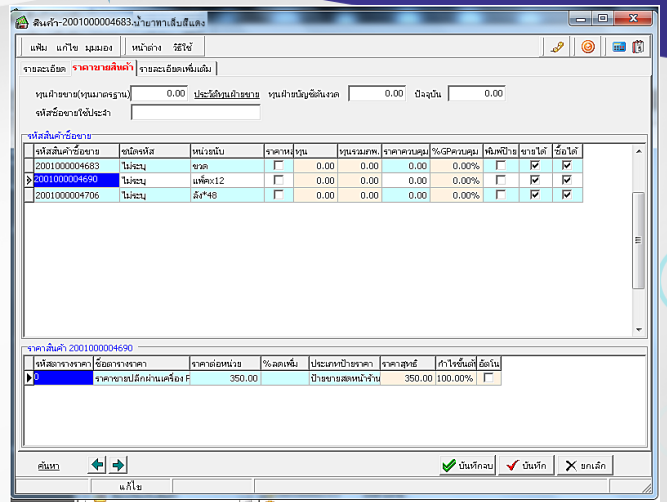 สินค้า-2001000004683-น้ำยาทาเล็บสีแดง
แฟ้ม แก้ไข มุมมอง หน้าต่าง วิธีใช้
รายละเอียด ราคาขายสินค้า รายละเอียดเพิ่มเติม
ทุนฝ่ายขาย(ทุนมาตรฐาน) 0.00 ประวัติทุนฝ่ายขาย ทุนฝ่ายบัญชีต้นงวด 0.00 ปัจจุบัน 0.00
รหัสซื้อขายใช้ประจำ
รหัสสินค้าซื้อขาย
รหัสสินค้าซื้อขาย ชนิดรหัส หน่วยนับ ทุน ทุนรวมภพ. ราคาควบคุม %GPควบคุม พิมพ์ป้าย ขายได้ ซื้อได้
2001000004683 ไม่ระบุ ขวด 0.00 0.00 0.00 0.00%
2001000004690 ไม่ระบุ แพ็คx12 0.00 0.00 0.00 0.00%
2001000004706 ไม่ระบุ ลัง*48 0.00 0.00 0.00 0.00%
ราคาสินค้า 2001000004690
รหัสตารางราคา ชื่อตารางราคา ราคาต่อหน่วย %ลดเพิ่ม ประเภทป้ายราคา ราคาสุทธิ กำไรขั้นต้ อัตโน
0 ราคาขายปลีกผ่านเครื่อง F 350.00 ป้ายขายสดหน้าร้าน 350.00 100.00%
ค้นหา บันทึกจบ บันทึก ยกเลิก
แก้ไข